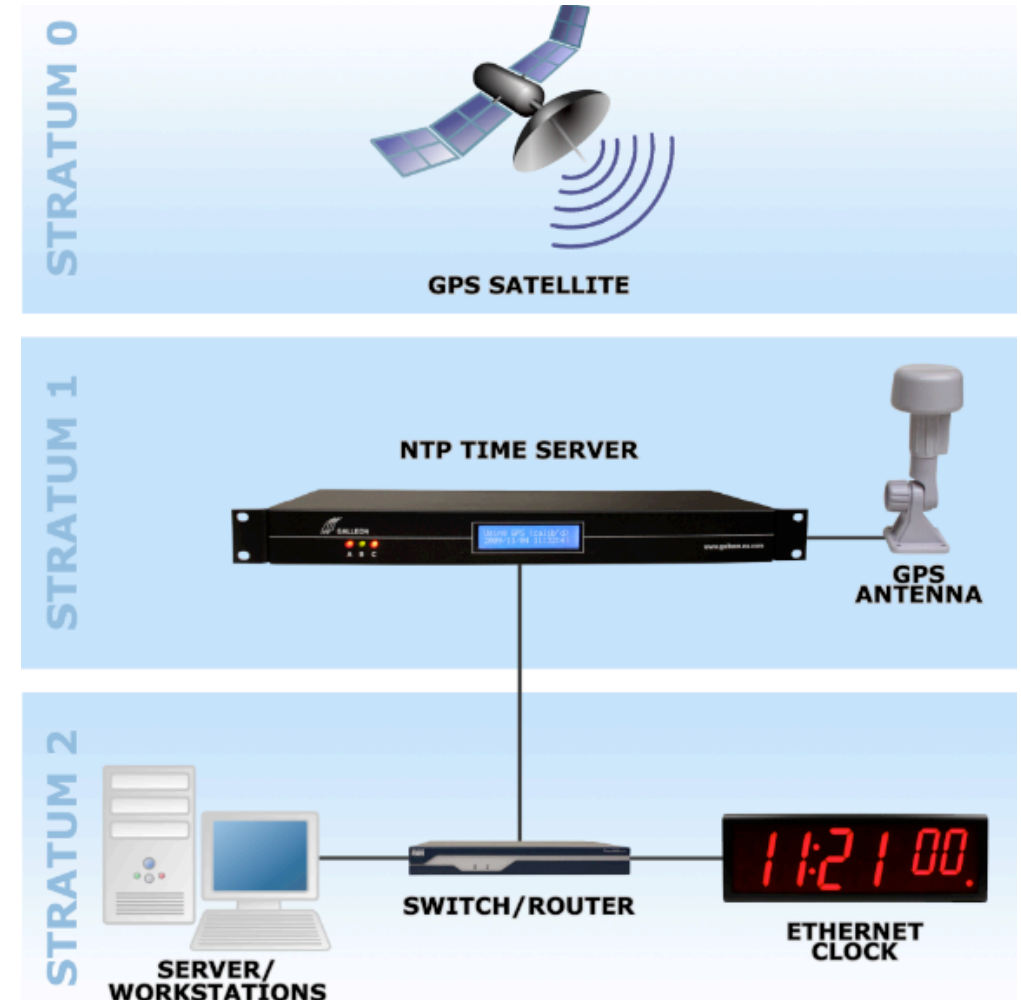 STRATUM 0
GPS SATELLITE
STRATUM 1
NTP TIME SERVER
GALLEON
A B C
GPS
ANTENNA
STRATUM 2
SWITCH/ROUTER
11:21 00
ETHERNET
CLOCK
SERVER/
WORKSTATIONS